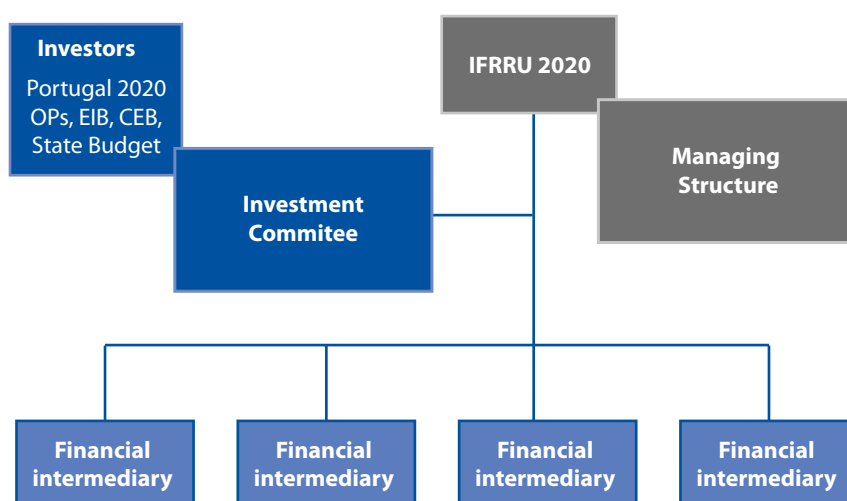 Investors
Portugal 2020
OPs, EIB, CEB,
State Budget
IFRRU 2020
Managing
Structure
Investment
Commitee
Financial
intermediary
Financial
intermediary
Financial
intermediary
Financial
intermediary